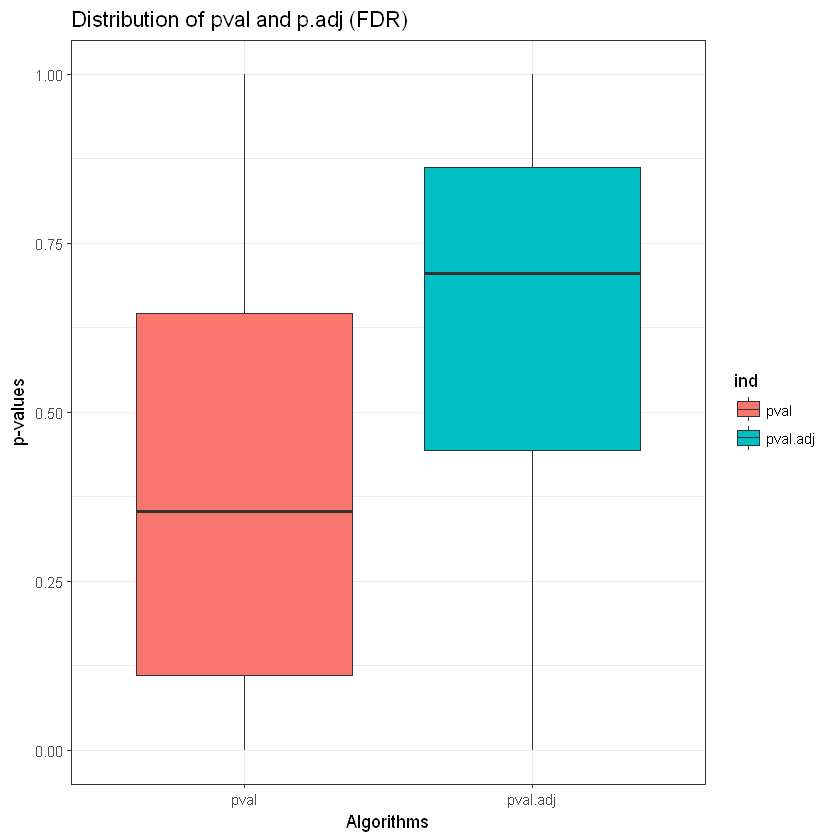 Distribution of pval and p.adj (FDR)
1.00
0.75
0.50
0.25
0.00
p-values
pval
pval.adj
Algorithms
ind
pval
pval.adj